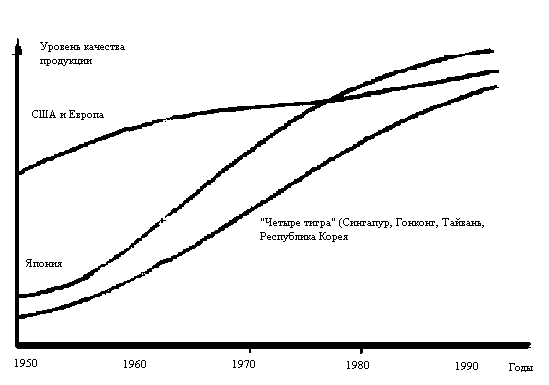 Уровень качества
продукции
США и Европа
"Четыре тигра" (Сингапур, Гонконг, Тайвань,
Республика Корея
Япония
1950 1960 1970 1980 1990 Годы